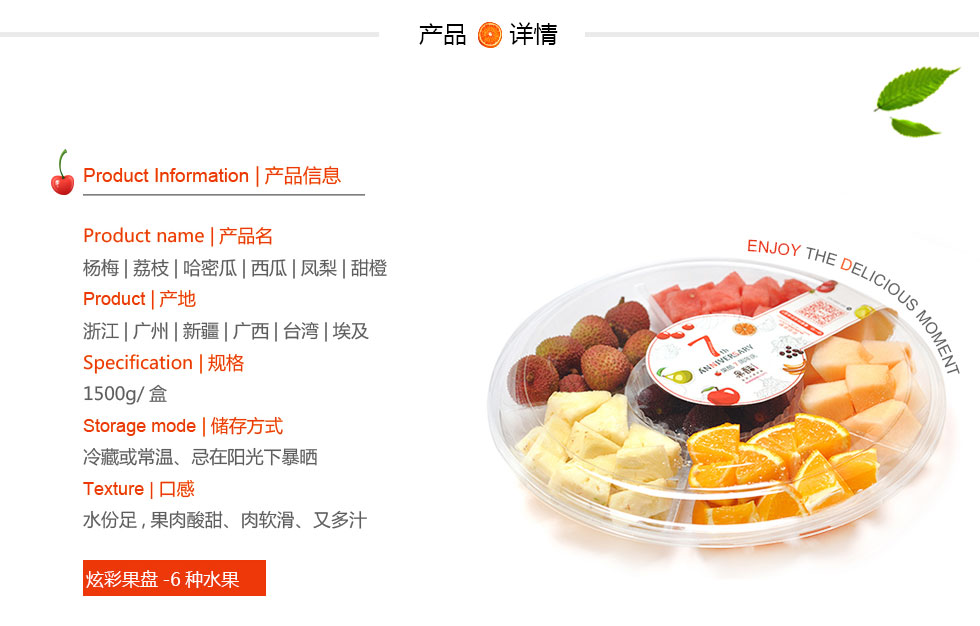 产品 详情
Product Information | 产品信息
Product name | 产品名
杨梅 | 荔枝 | 哈密瓜 | 西瓜 | 凤梨 | 甜橙
Product | 产地
浙江 | 广州 | 新疆 | 广西 | 台湾 | 埃及
Specification | 规格
1500g/ 盒
Storage mode | 储存方式
冷藏或常温、忌在阳光下暴晒
Texture | 口感
水份足 , 果肉酸甜、肉软滑、又多汁
炫彩果盘 -6 种水果
ENJOY THE DELICIOUS MOMENT
7th
ANNIVERSARY